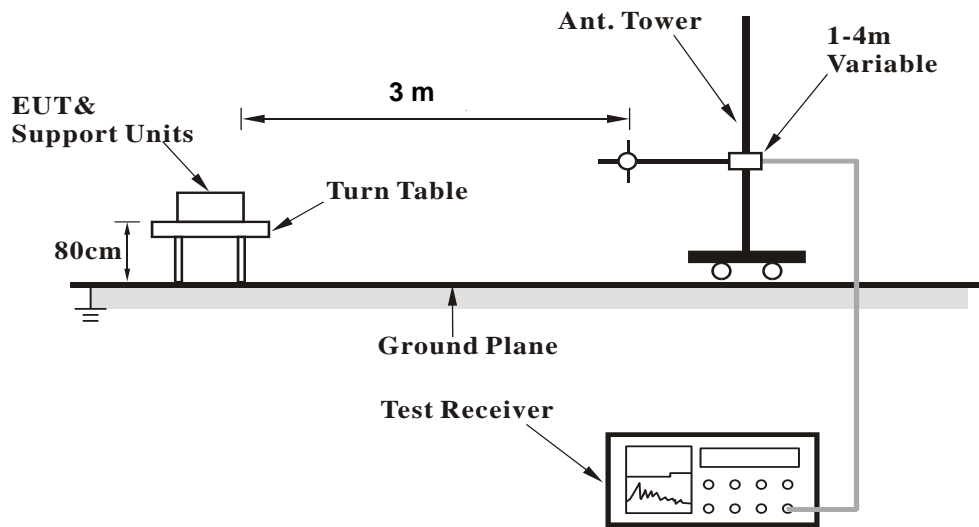 Ant. Tower
1-4m
Variable
3 m
EUT&
Support Units
Turn Table
80cm
Ground Plane
Test Receiver